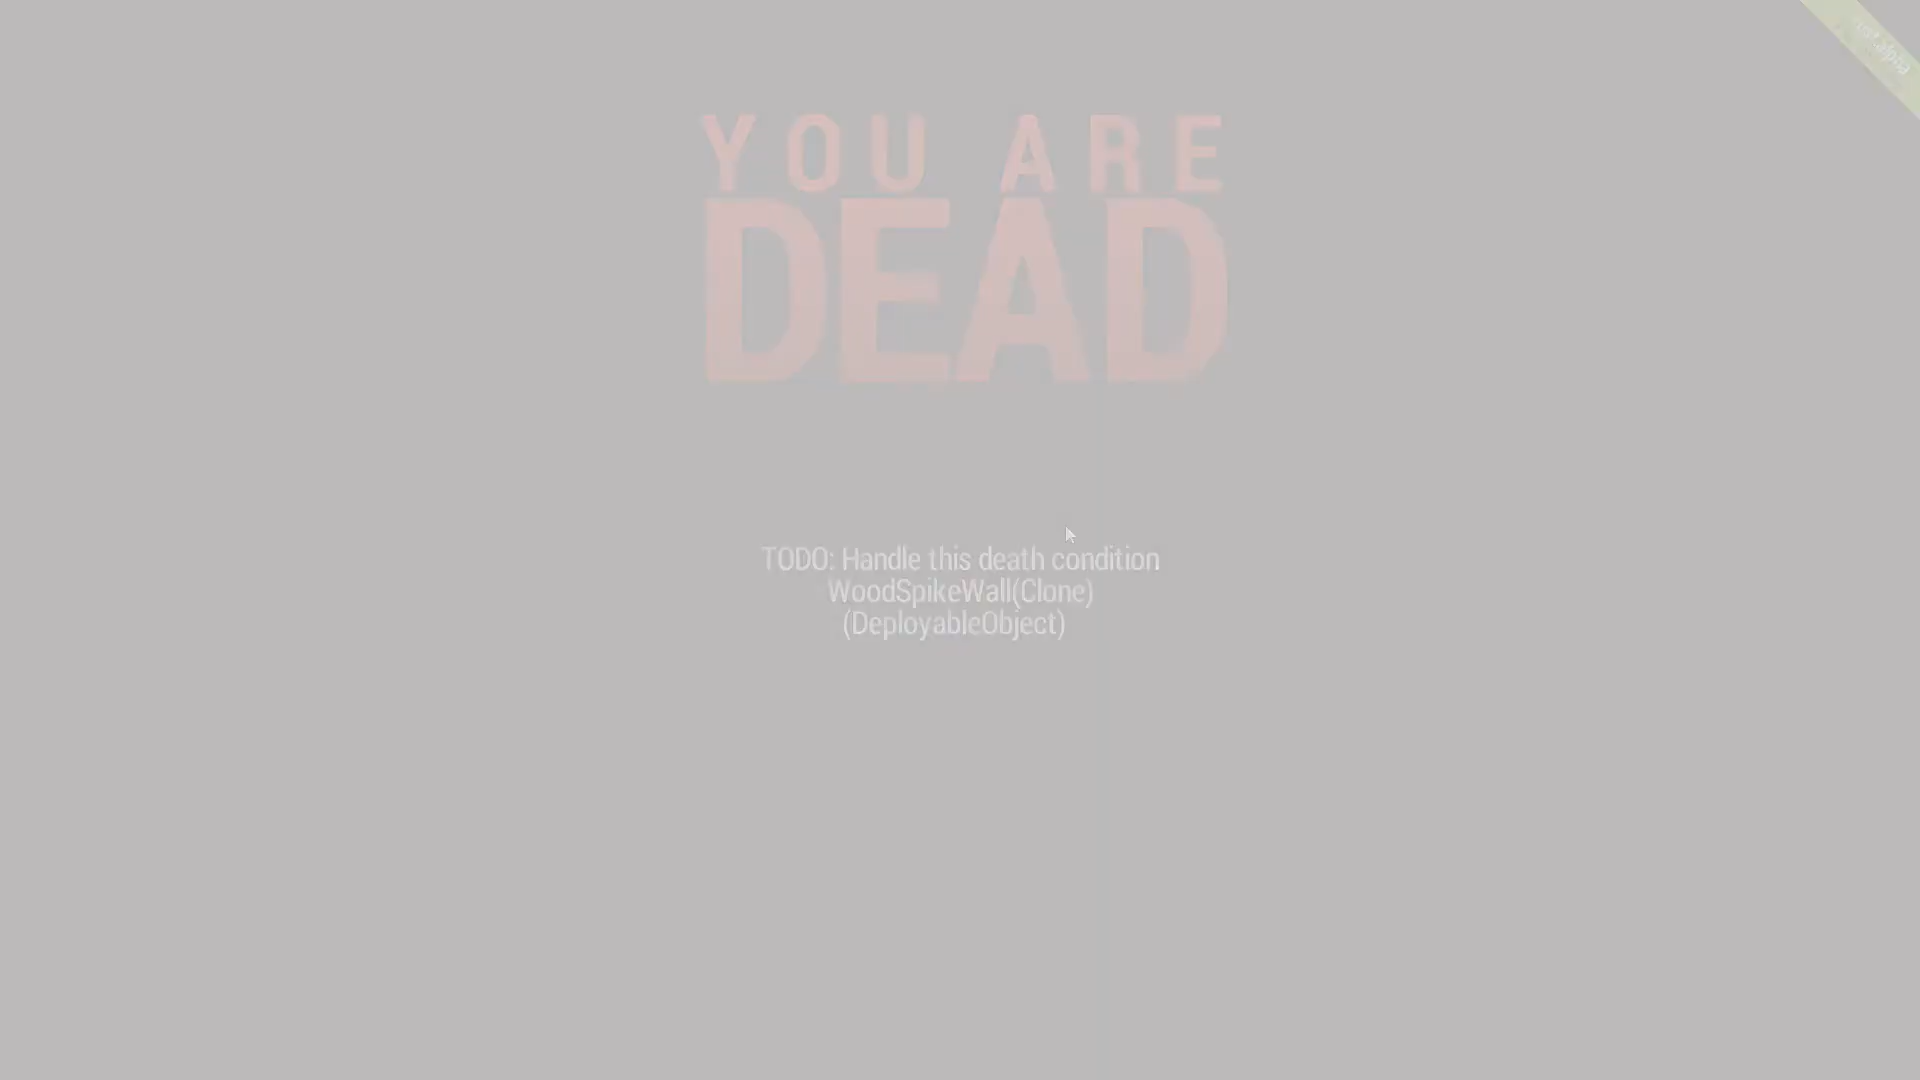 YOU ARE
DEAD
TODO: Handle this death condition
WoodSpikeWall(Clone)
(DeployableObject)